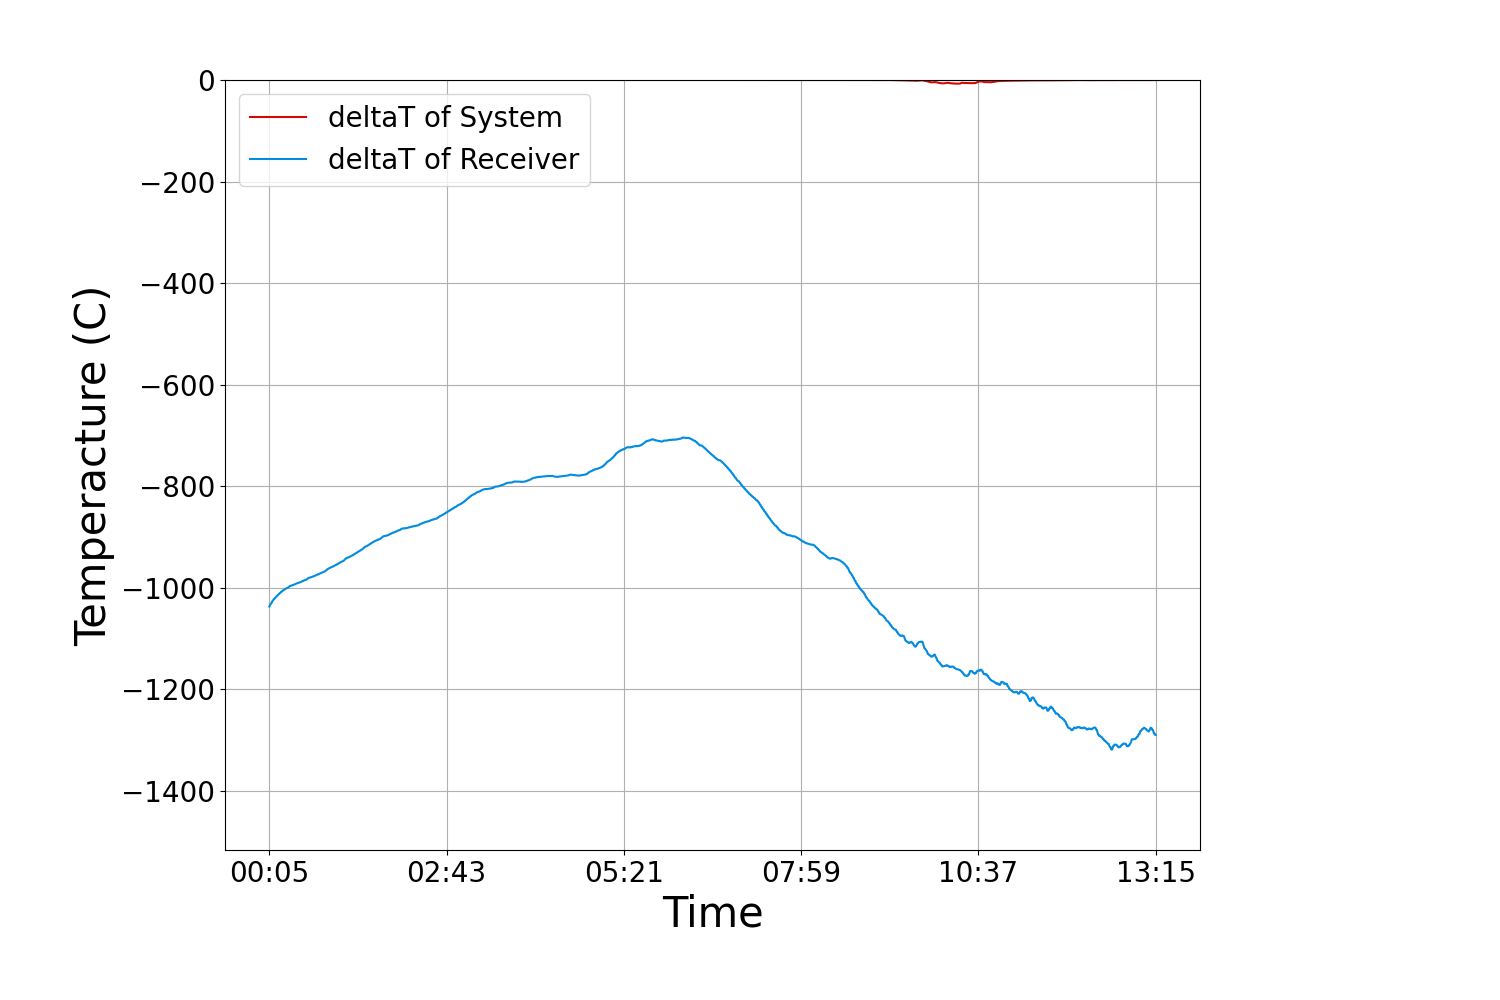 0
deltaT of System
deltaT of Receiver
−200
−400
−600
−800
−1000
−1200
−1400
Temperacture (C)
00:05 02:43 05:21 07:59 10:37 13:15
Time